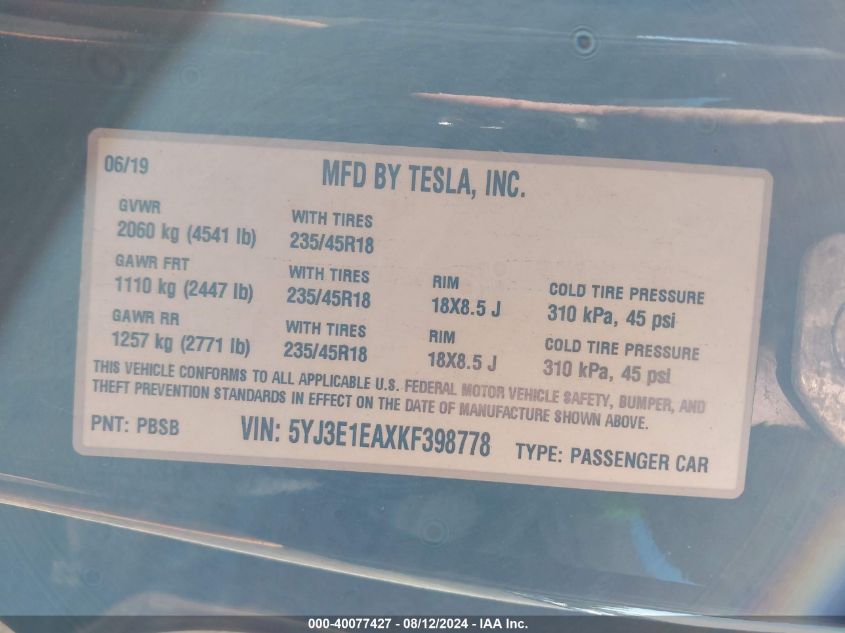 06/19
MFD BY TESLA, INC.
GVWR
2060 kg (4541 lb)
WITH TIRES
235/45R18
GAWR FRT
1110 kg (2447 lb)
WITH TIRES
235/45R18
RIM
18X8.5 J
COLD TIRE PRESSURE
310 kPa, 45 psi
GAWR RR
1257 kg (2771 lb)
WITH TIRES
235/45R18
RIM
18X8.5 J
COLD TIRE PRESSURE
310 kPa, 45 psi
THIS VEHICLE CONFORMS TO ALL APPLICABLE U.S. FEDERAL MOTOR VEHICLE SAFETY, BUMPER, AND
THEFT PREVENTION STANDARDS IN EFFECT ON THE DATE OF MANUFACTURE SHOWN ABOVE.
PNT: PBSB
VIN: 5YJ3E1EAXKF398778
TYPE: PASSENGER CAR
000-40077427 - 08/12/2024 - IAA Inc.